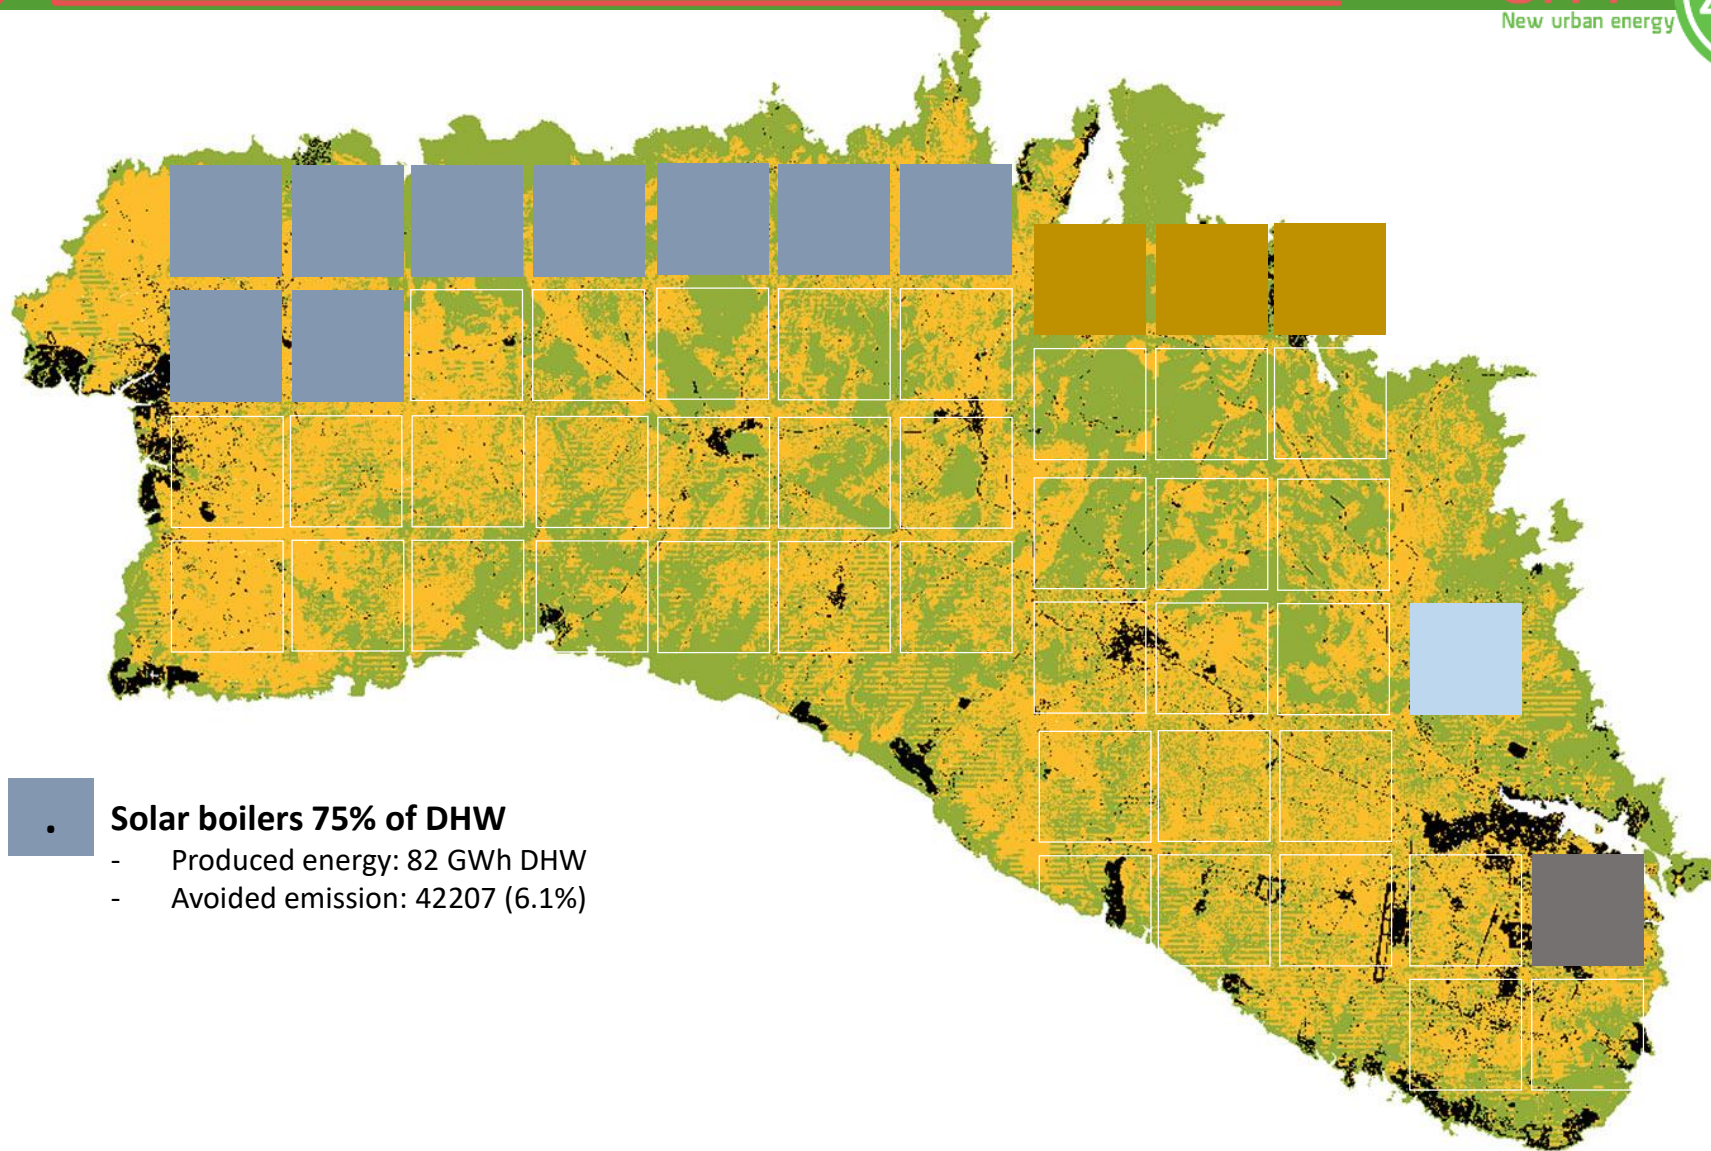 New urban energy
. Solar boilers 75% of DHW
- Produced energy: 82 GWh DHW
- Avoided emission: 42207 (6.1%)